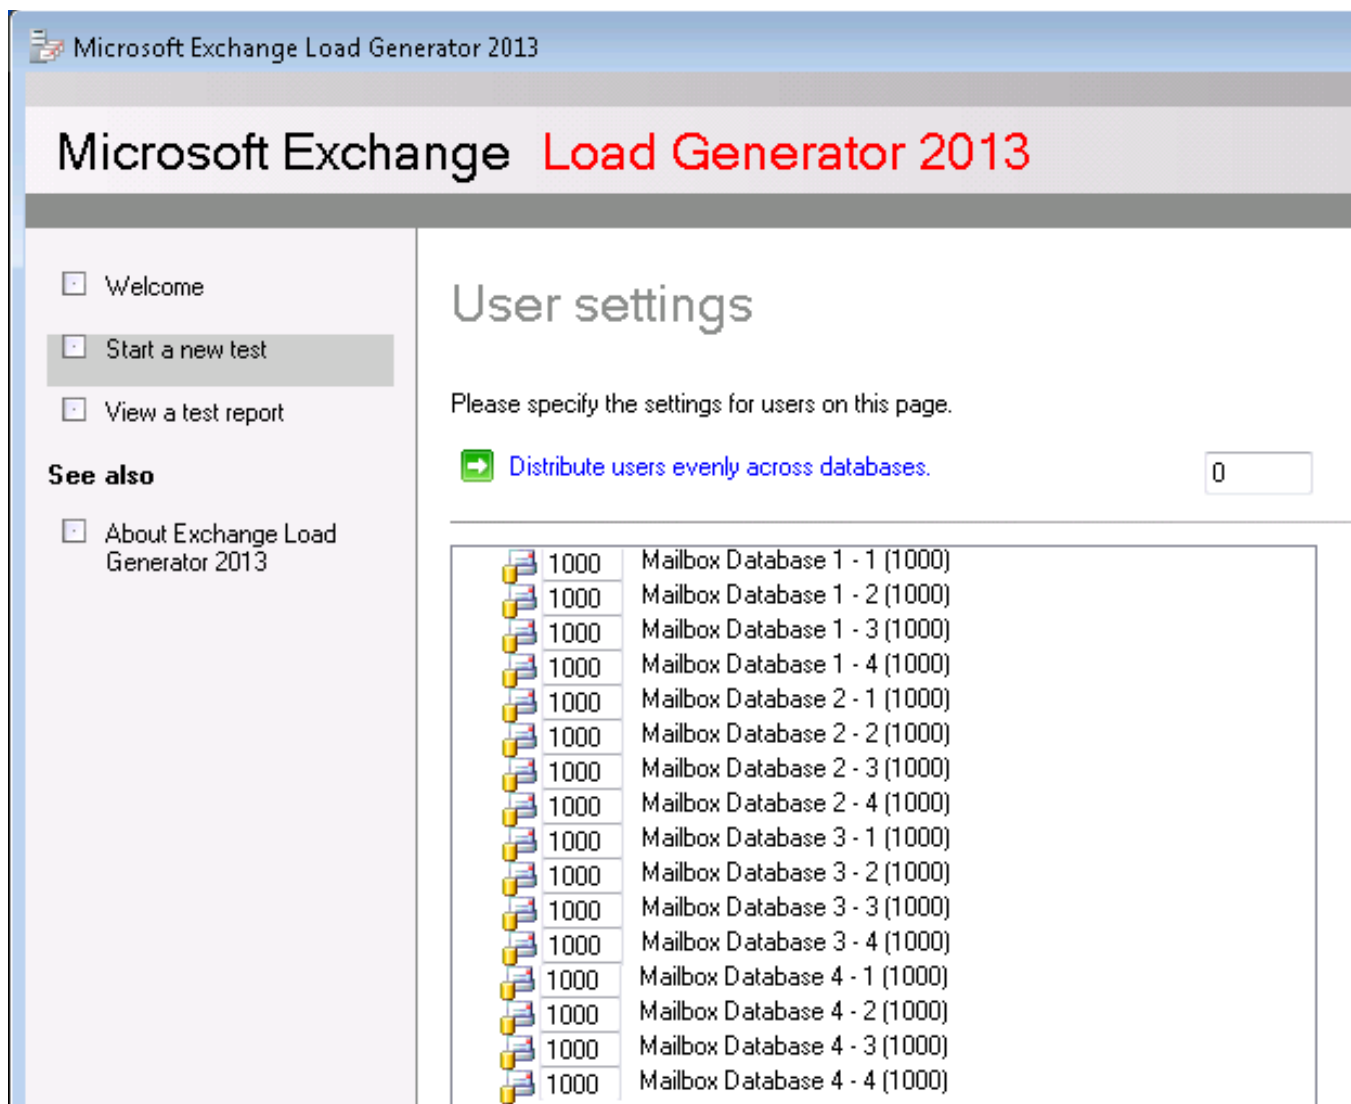 Microsoft Exchange Load Generator 2013
Microsoft Exchange Load Generator 2013
Welcome
Start a new test
View a test report
See also
About Exchange Load
Generator 2013
User settings
Please specify the settings for users on this page.
Distribute users evenly across databases. 0
1000 Mailbox Database 1 - 1 (1000)
1000 Mailbox Database 1 - 2 (1000)
1000 Mailbox Database 1 - 3 (1000)
1000 Mailbox Database 1 - 4 (1000)
1000 Mailbox Database 2 - 1 (1000)
1000 Mailbox Database 2 - 2 (1000)
1000 Mailbox Database 2 - 3 (1000)
1000 Mailbox Database 2 - 4 (1000)
1000 Mailbox Database 3 - 1 (1000)
1000 Mailbox Database 3 - 2 (1000)
1000 Mailbox Database 3 - 3 (1000)
1000 Mailbox Database 3 - 4 (1000)
1000 Mailbox Database 4 - 1 (1000)
1000 Mailbox Database 4 - 2 (1000)
1000 Mailbox Database 4 - 3 (1000)
1000 Mailbox Database 4 - 4 (1000)